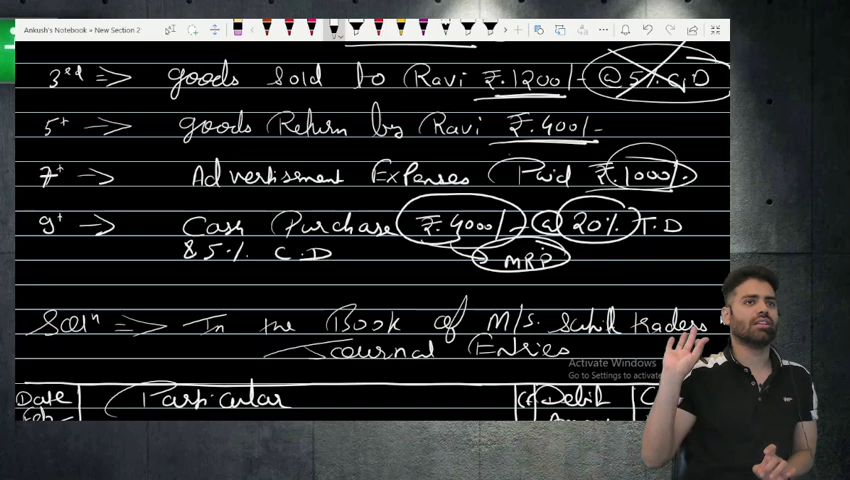 Ankush's Notebook » New Section 2
3rd => goods Sold to Ravi ₹.1200/- @ 5%. C.D
5th -> goods Return by Ravi ₹.400/-
7th -> Advertisment Expenses Paid ₹.1000/-
9th -> Cash Purchase ₹.4000/- @ 20%. T.D
& 5%. C.D MRP
Soln => In the Book of M/S. Sahil traders
Journal Entries
Activate Windows
Go to Settings to activate
Date Particular Debit